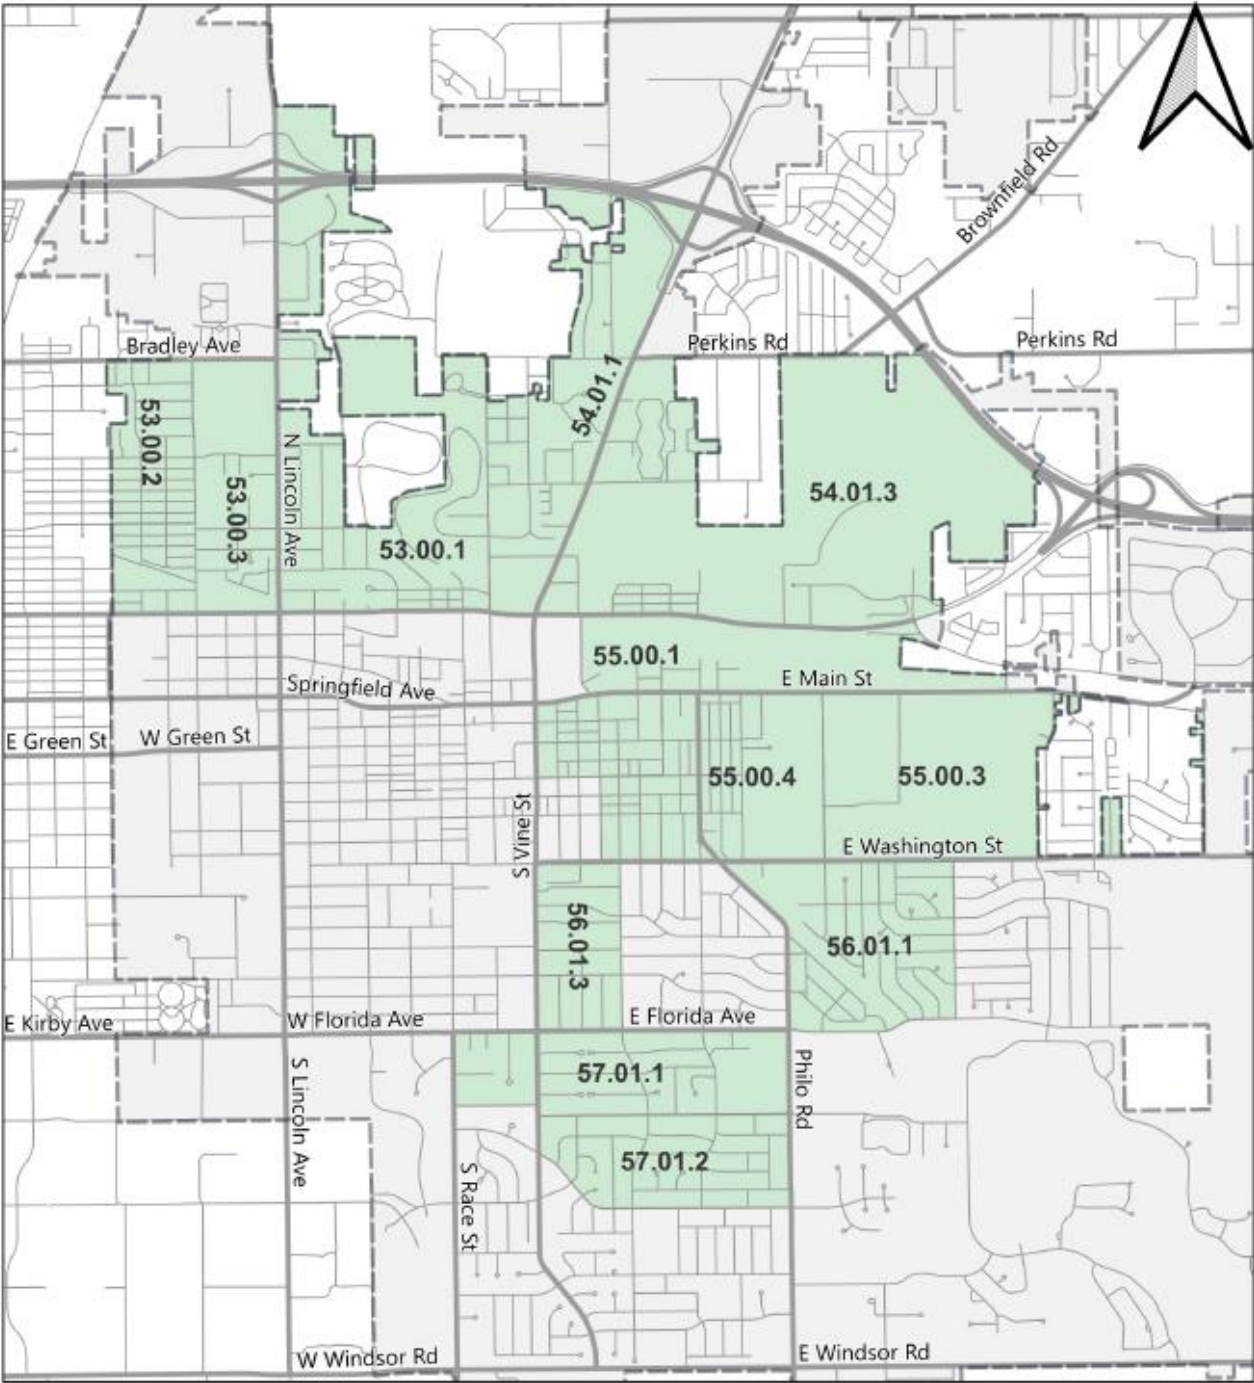 Brownfield Rd
Bradley Ave
Perkins Rd
Perkins Rd
54.01.1
53.00.2
N Lincoln Ave
53.00.3
54.01.3
53.00.1
55.00.1
E Main St
Springfield Ave
E Green St
W Green St
55.00.4
55.00.3
S Vine St
E Washington St
56.01.3
56.01.1
E Kirby Ave
W Florida Ave
E Florida Ave
S Lincoln Ave
57.01.1
Philo Rd
57.01.2
S Race St
W Windsor Rd
E Windsor Rd